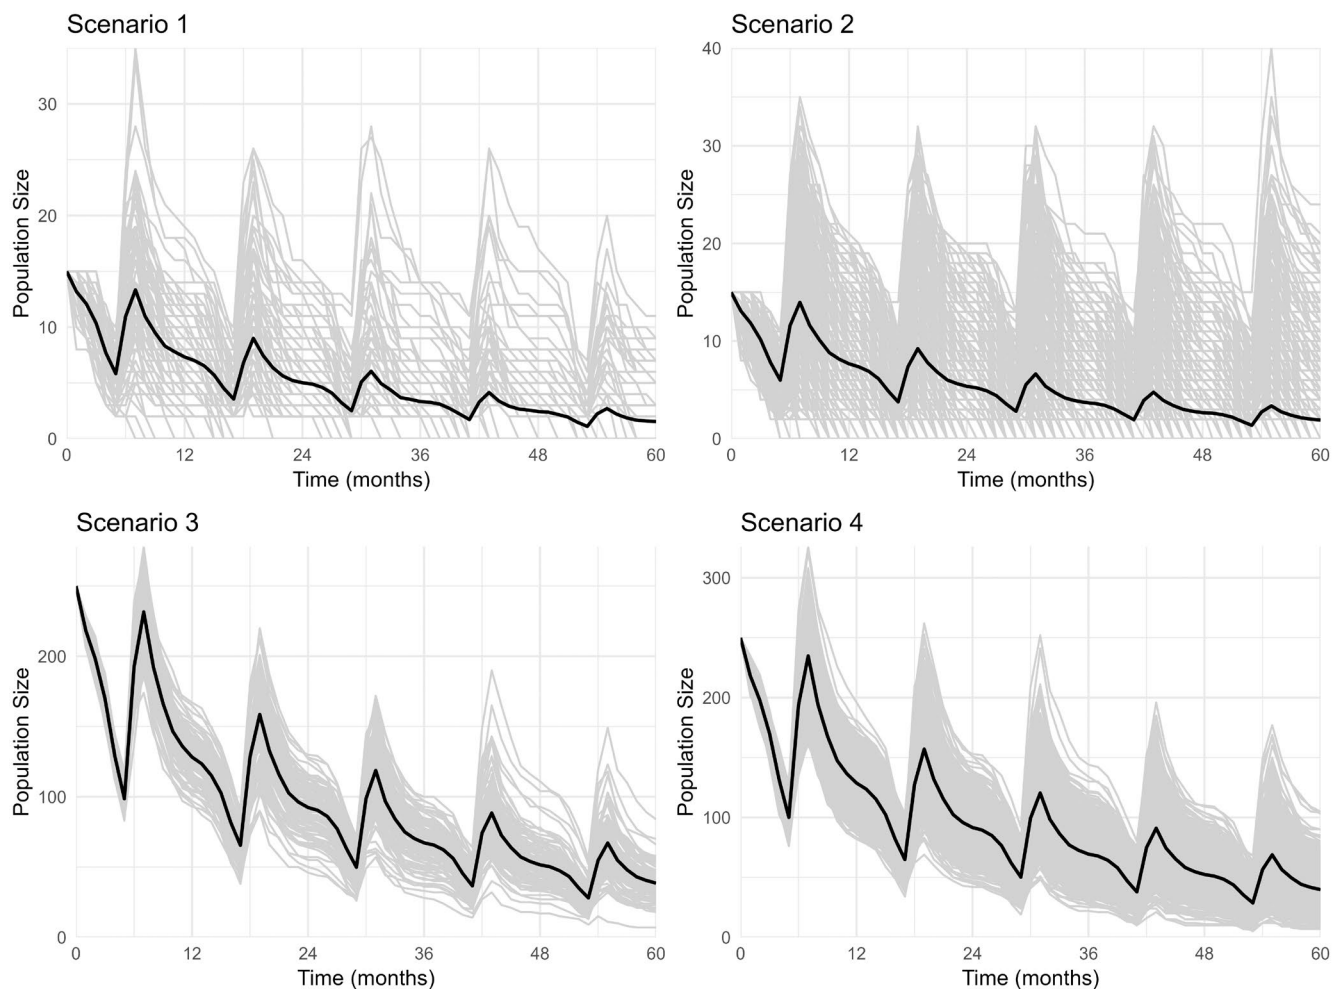 Scenario 1
Population Size
30
20
10
0
0 12 24 36 48 60
Time (months)
Scenario 2
Population Size
40
30
20
10
0
0 12 24 36 48 60
Time (months)
Scenario 3
Population Size
200
100
0
0 12 24 36 48 60
Time (months)
Scenario 4
Population Size
300
200
100
0
0 12 24 36 48 60
Time (months)